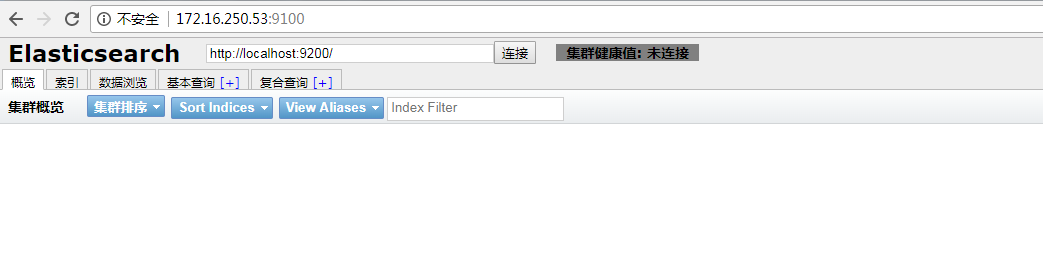 不安全 | 172.16.250.53:9100
Elasticsearch http://localhost:9200/ 连接 集群健康值: 未连接
概览 索引 数据浏览 基本查询 [+] 复合查询 [+]
集群概览 集群排序 Sort Indices View Aliases Index Filter